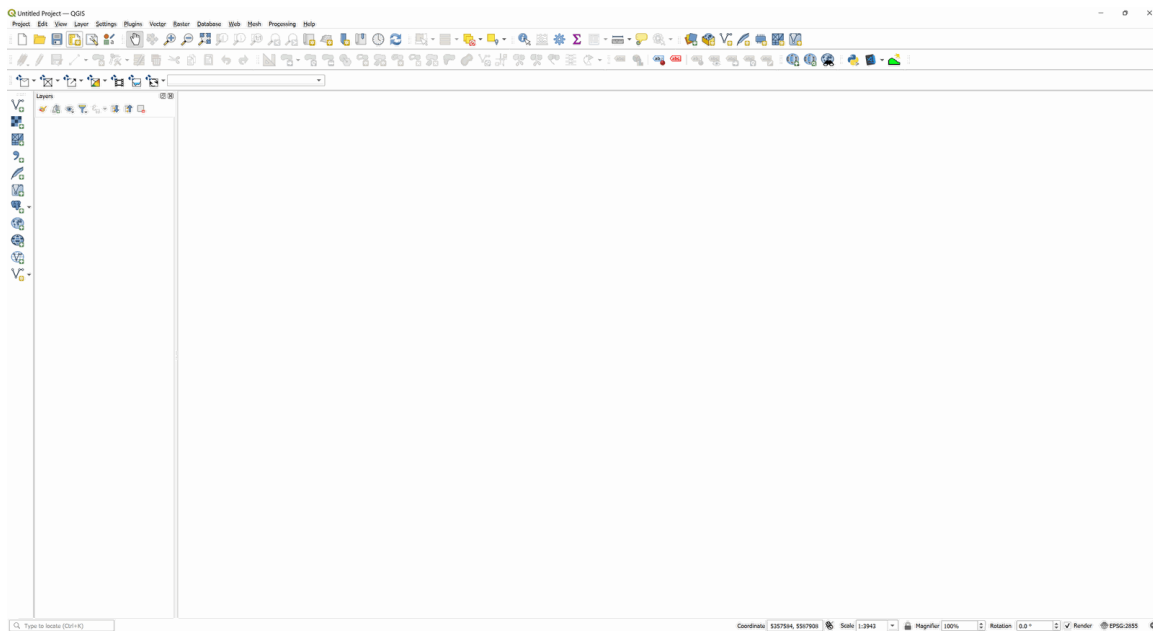 Untitled Project — QGIS
Project Edit View Layer Settings Plugins Vector Raster Database Web Mesh Processing Help
Layers
Type to locate (Ctrl+K) Coordinate 5357594, 5587908 Scale 1:3943 Magnifier 100% Rotation 0.0 ° Render EPSG:2855